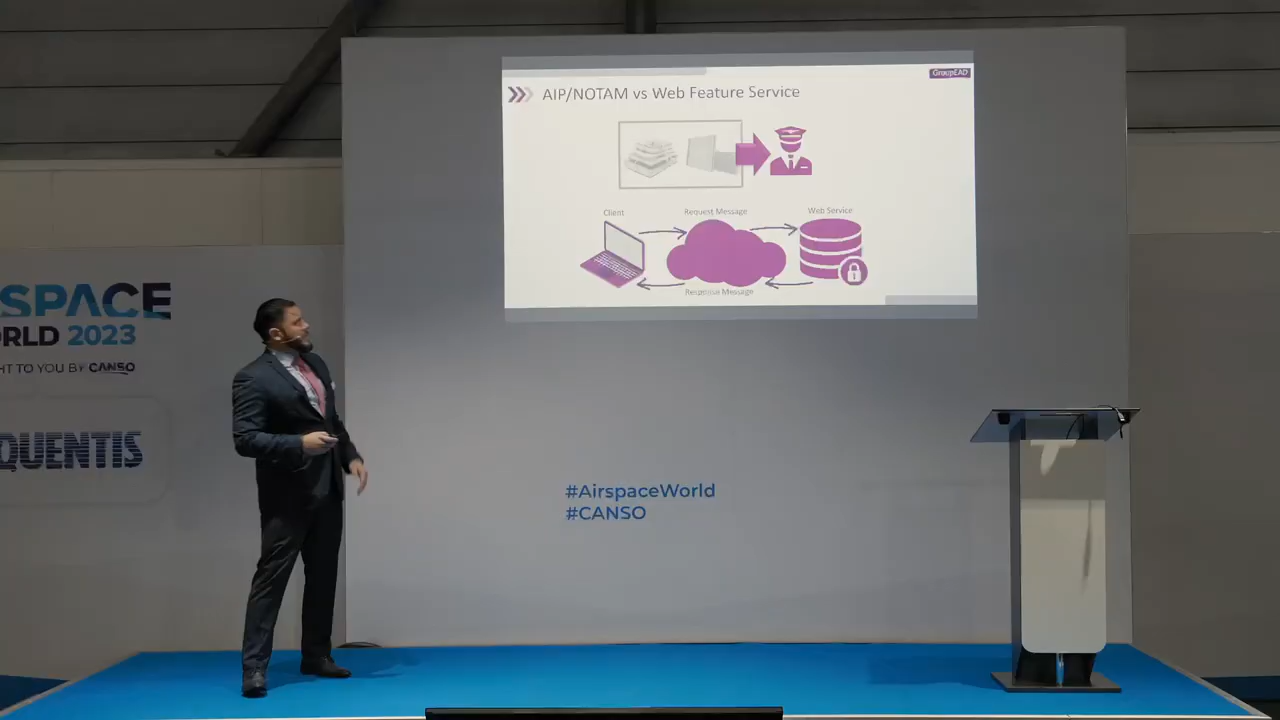 SPACE
ORLD 2023
HT TO YOU BY CANSO
QUENTIS
GroupEAD
AIP/NOTAM vs Web Feature Service
Client
Request Message
Web Service
Response Message
#AirspaceWorld
#CANSO